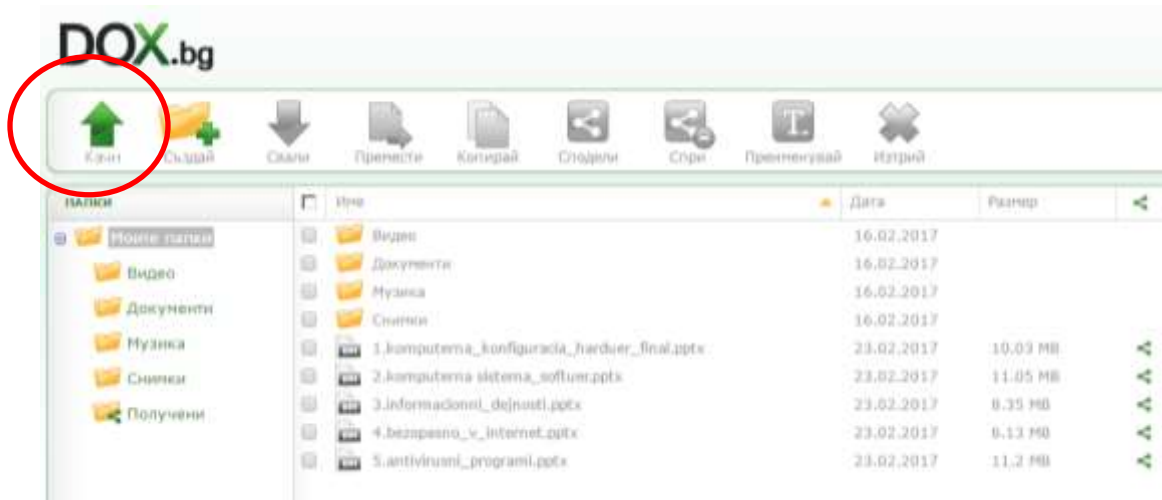 DOX.bg
Качи Създай Свали Премести Копирай Сподели Спри Преименувай Изтрий
ПАПКИ Име Дата Размер
Моите папки Видео 16.02.2017
Видео Документи 16.02.2017
Документи Музика 16.02.2017
Музика Снимки 16.02.2017
Снимки 1.komputerna_konfiguracia_harduer_final.pptx 23.02.2017 10.03 MB
Получени 2.komputerna sistema_softuer.pptx 23.02.2017 11.05 MB
3.informacionni_dejnosti.pptx 23.02.2017 8.35 MB
4.bezopasno_v_internet.pptx 23.02.2017 6.13 MB
5.antivirusni_programi.pptx 23.02.2017 11.2 MB